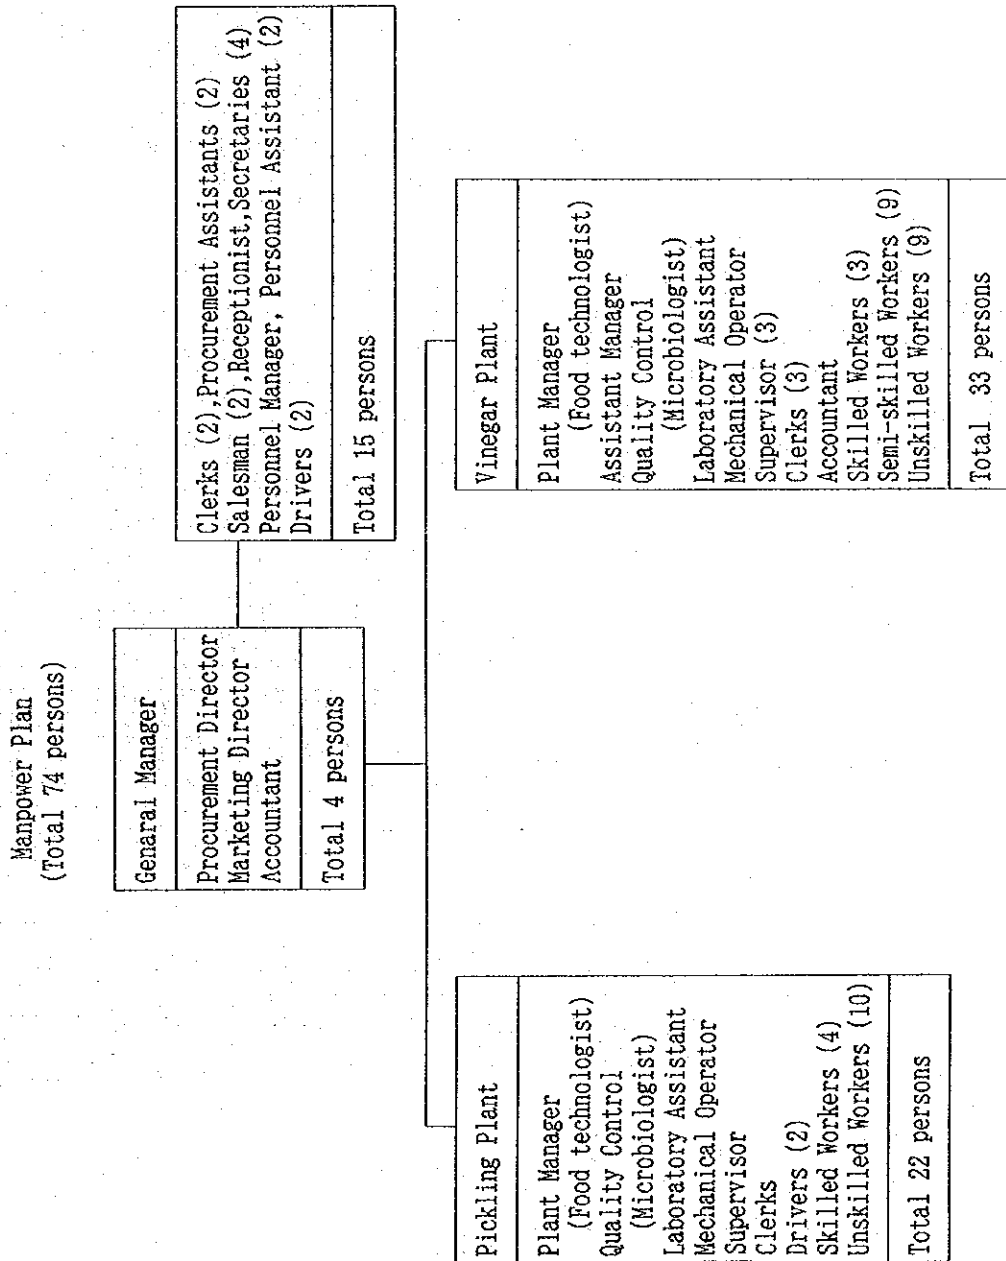 Manpower Plan
(Total 74 persons)
Genaral Manager
Procurement Director
Marketing Director
Accountant
Total 4 persons
Clerks (2),Procurement Assistants (2)
Salesman (2),Receptionist,Secretaries (4)
Personnel Manager, Personnel Assistant (2)
Drivers (2)
Total 15 persons
Pickling Plant
Plant Manager
(Food technologist)
Quality Control
(Microbiologist)
Laboratory Assistant
Mechanical Operator
Supervisor
Clerks
Drivers (2)
Skilled Workers (4)
Unskilled Workers (10)
Total 22 persons
Vinegar Plant
Plant Manager
(Food technologist)
Assistant Manager
Quality Control
(Microbiologist)
Laboratory Assistant
Mechanical Operator
Supervisor (3)
Clerks (3)
Accountant
Skilled Workers (3)
Semi-skilled Workers (9)
Unskilled Workers (9)
Total 33 persons